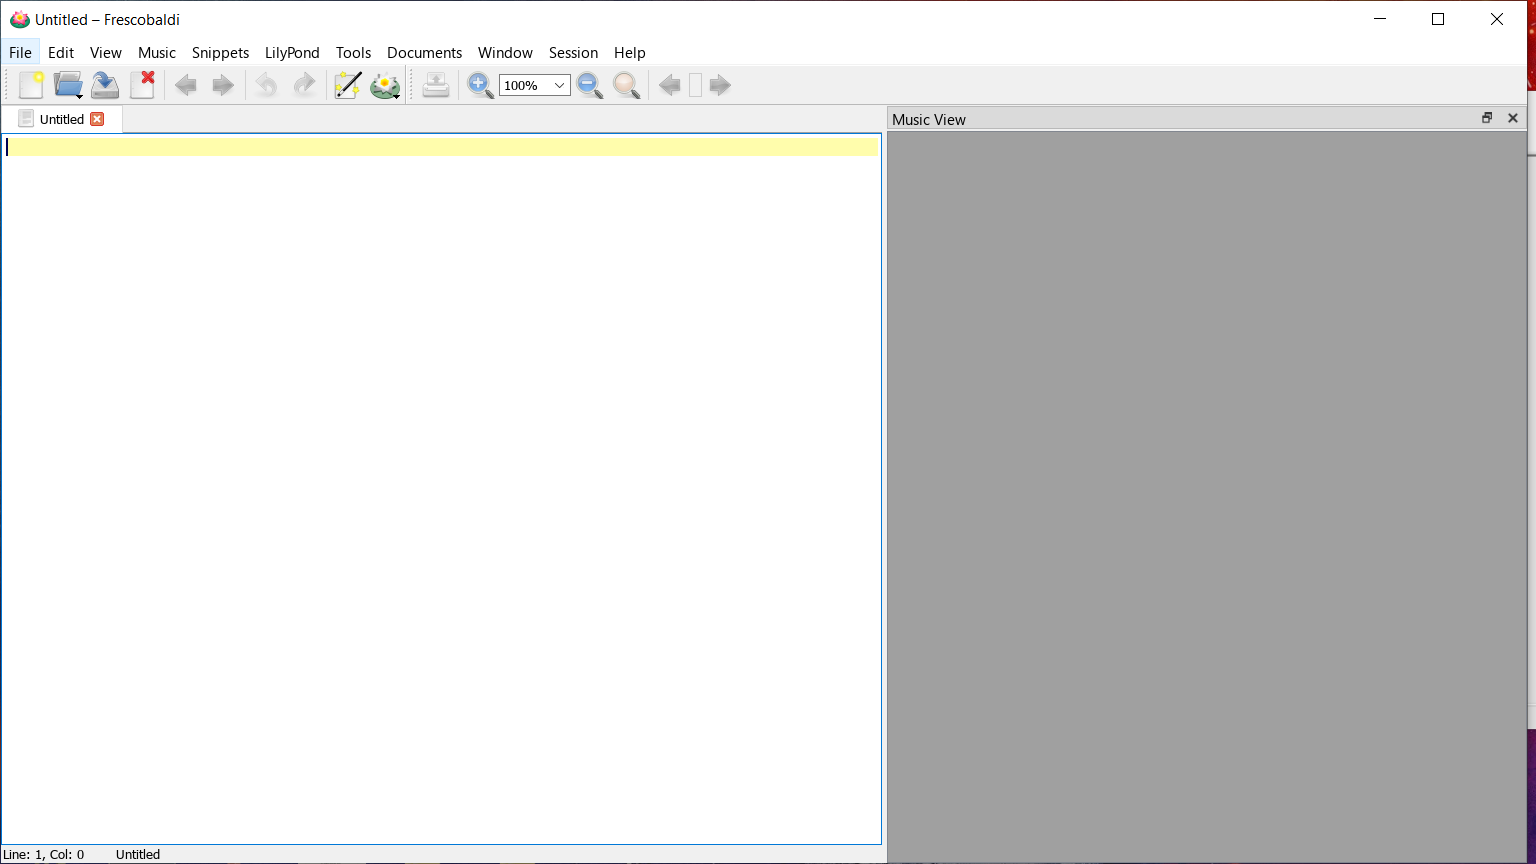 Untitled – Frescobaldi
File Edit View Music Snippets LilyPond Tools Documents Window Session Help
100%
Untitled
Music View
Line: 1, Col: 0 Untitled